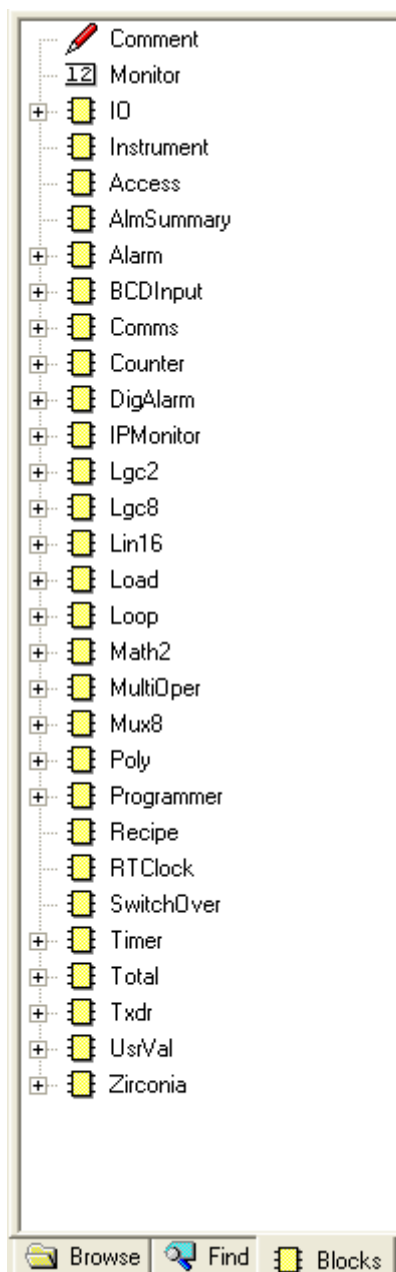 Comment
12 Monitor
IO
Instrument
Access
AlmSummary
Alarm
BCDInput
Comms
Counter
DigAlarm
IPMonitor
Lgc2
Lgc8
Lin16
Load
Loop
Math2
MultiOper
Mux8
Poly
Programmer
Recipe
RTClock
SwitchOver
Timer
Total
Txdr
UsrVal
Zirconia
Browse Find Blocks